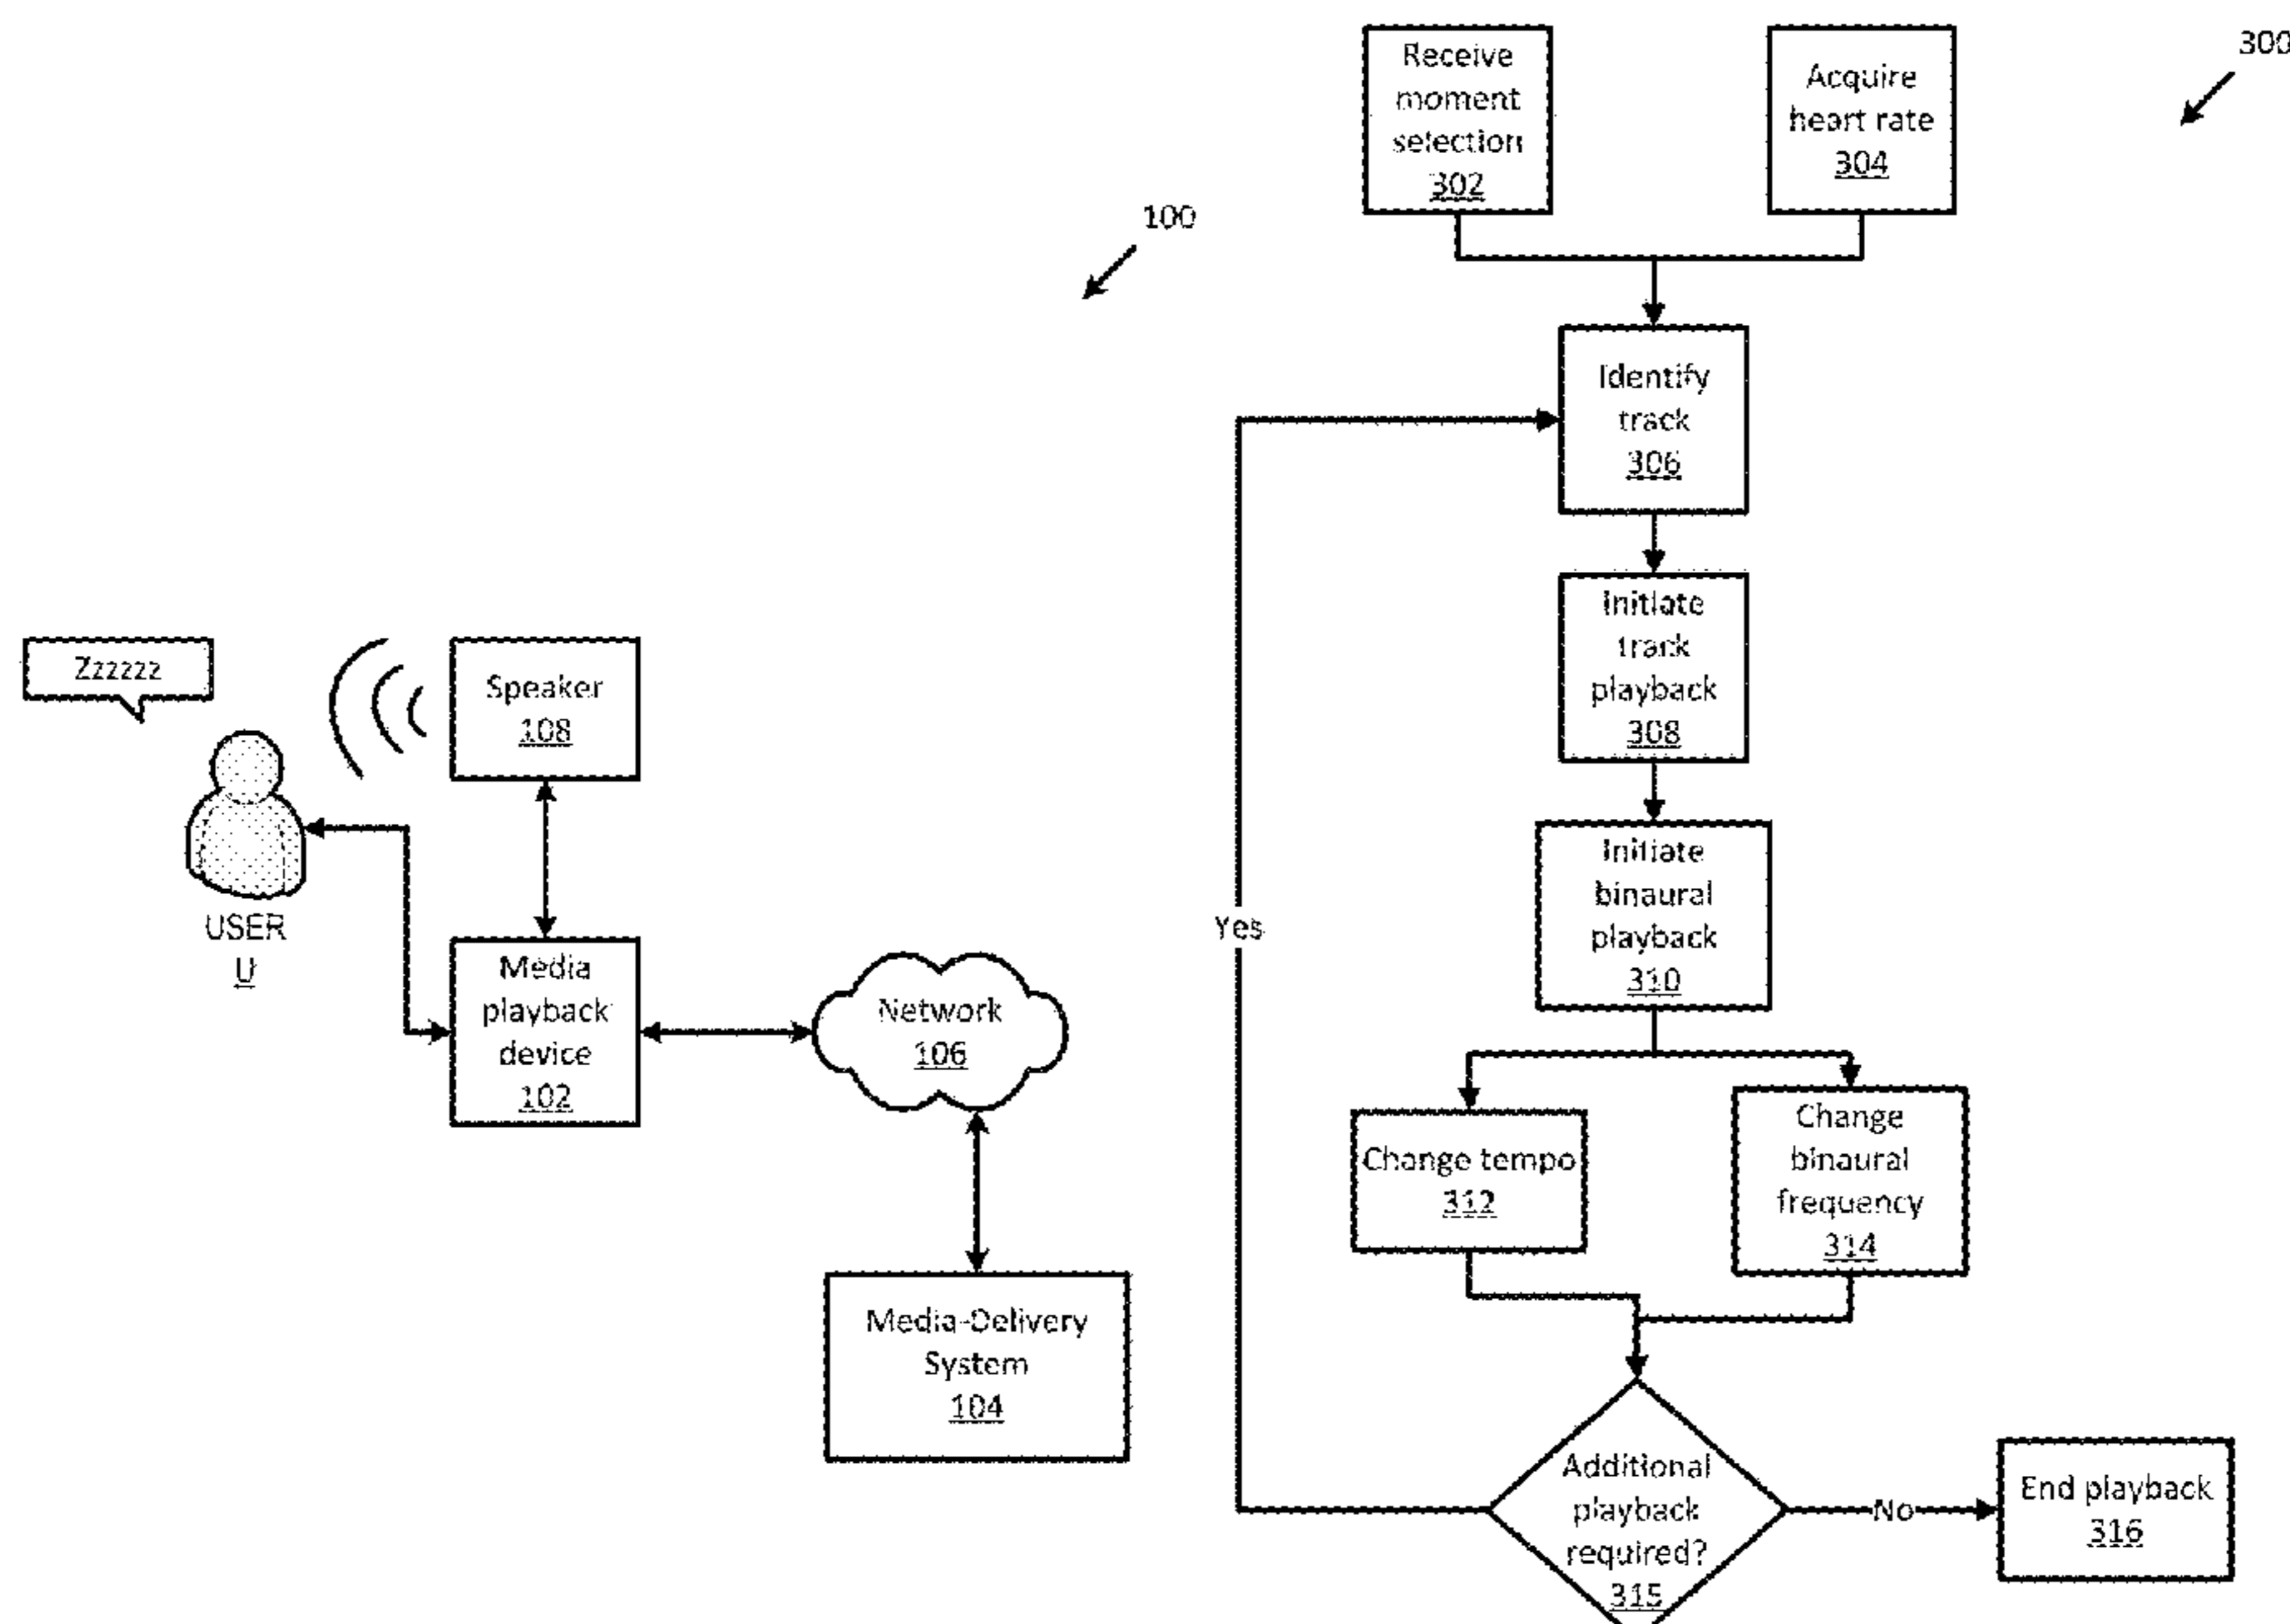 100
Zzzzzz
Speaker
108
USER
U
Media
playback
device
102
Network
106
Media-Delivery
System
104
300
Receive
moment
selection
302
Acquire
heart rate
304
Identify
track
306
Initiate
track
playback
308
Initiate
binaural
playback
310
Change tempo
312
Change
binaural
frequency
314
Additional
playback
required?
315
Yes
No
End playback
316